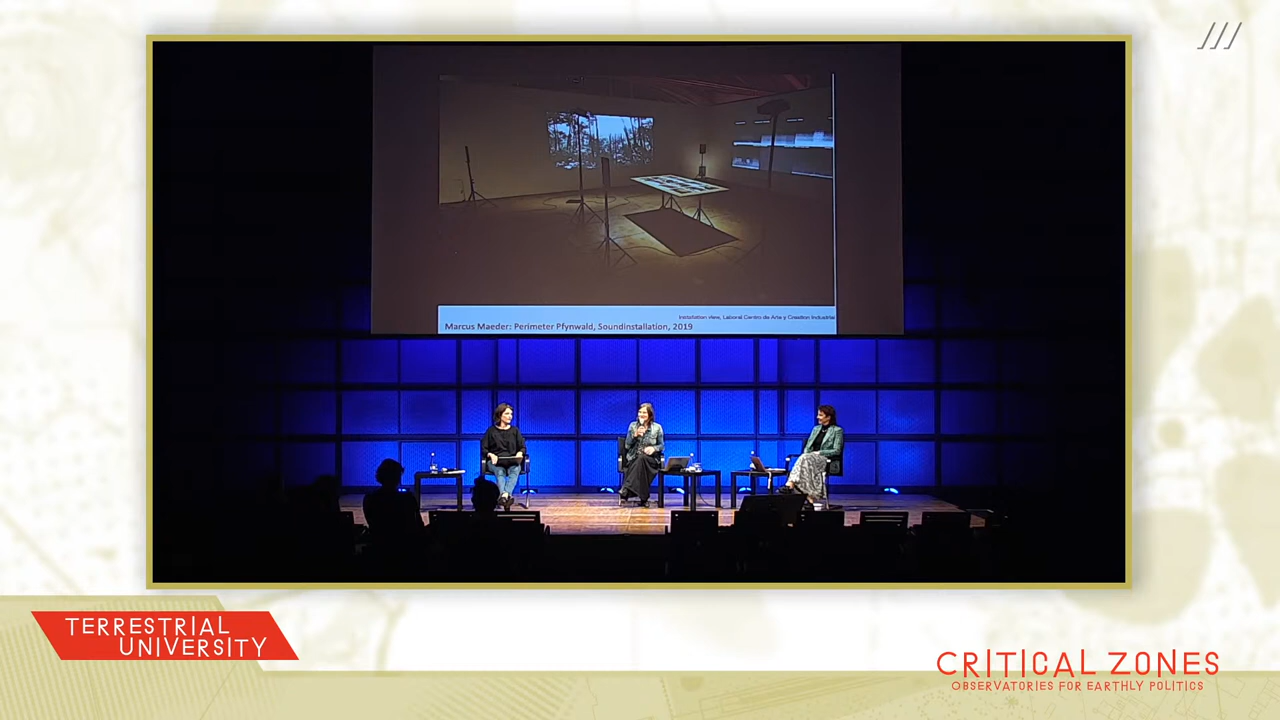 Installation view, Laboral Centro de Arte y Creation Industrial
Marcus Maeder: Perimeter Pfynwald, Soundinstallation, 2019
TERRESTRIAL
UNIVERSITY
CRITICAL ZONES
OBSERVATORIES FOR EARTHLY POLITICS